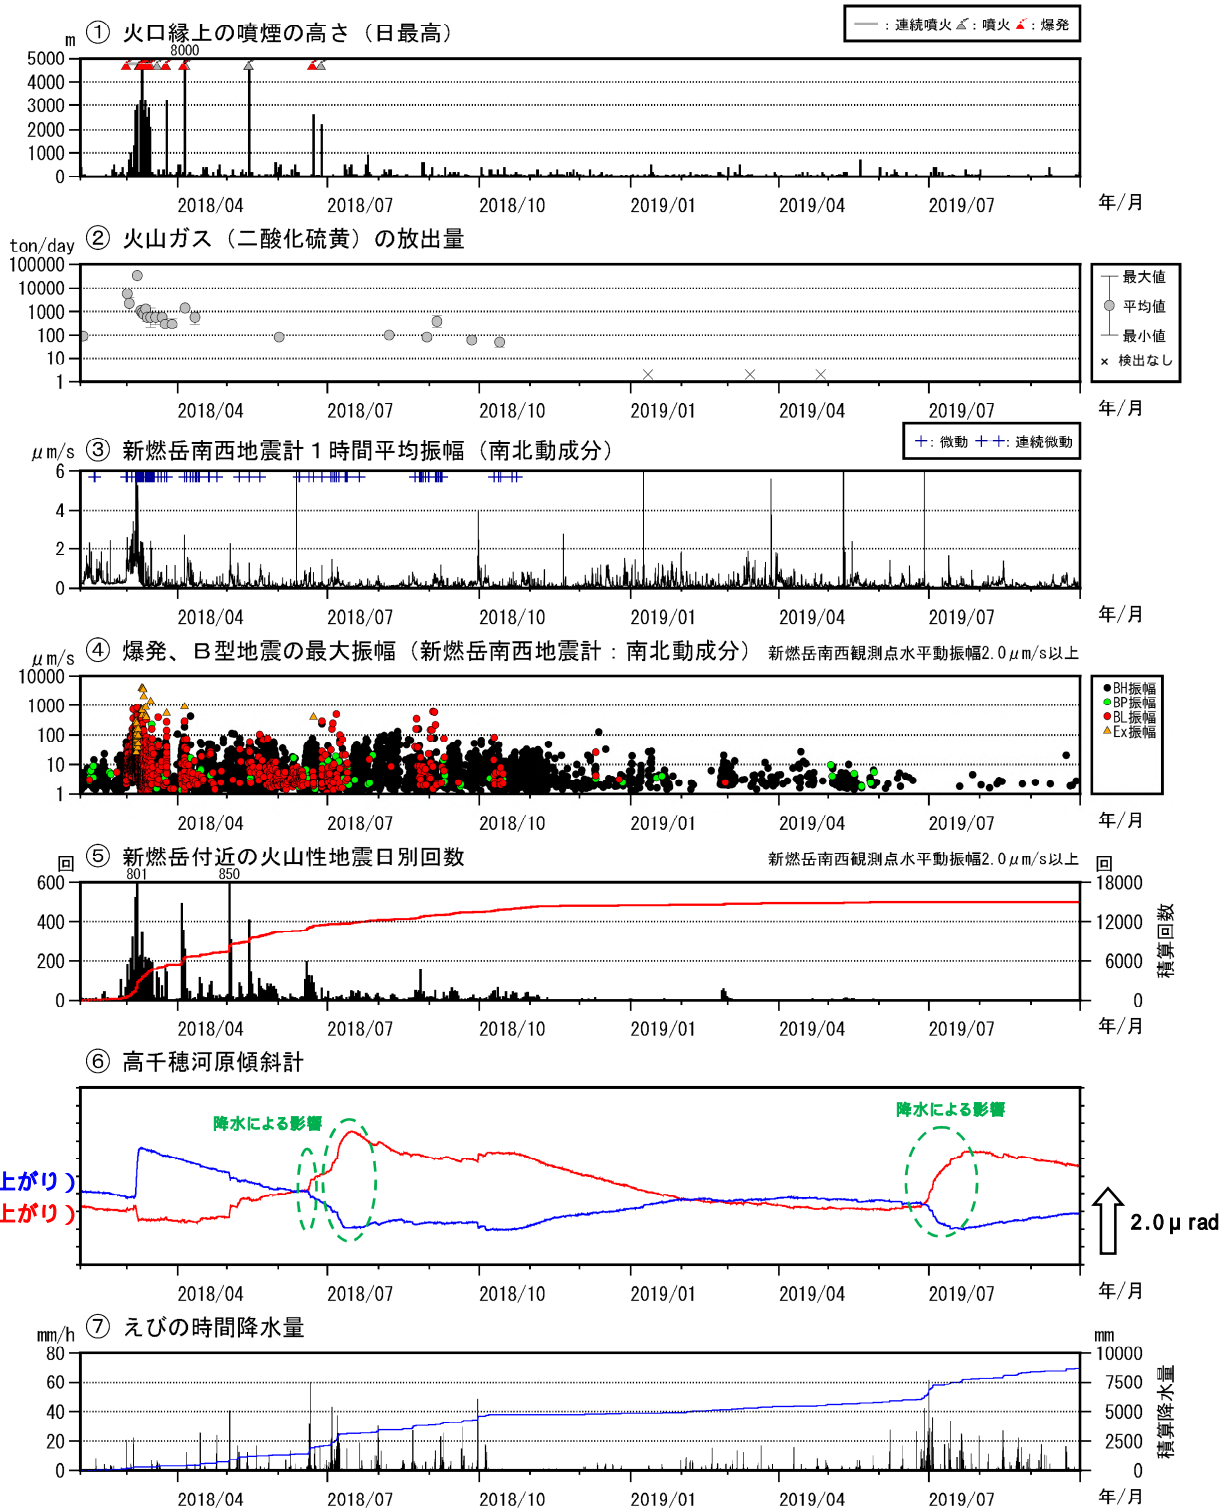 ① 火口縁上の噴煙の高さ（日最高）
― : 連続噴火 : 噴火 : 爆発
m
8000
5000
4000
3000
2000
1000
0
2018/04 2018/07 2018/10 2019/01 2019/04 2019/07 年/月
② 火山ガス（二酸化硫黄）の放出量
ton/day
100000
10000
1000
100
10
1
最大値
平均値
最小値
× 検出なし
2018/04 2018/07 2018/10 2019/01 2019/04 2019/07 年/月
③ 新燃岳南西地震計１時間平均振幅（南北動成分）
+: 微動 ++: 連続微動
μm/s
6
4
2
0
2018/04 2018/07 2018/10 2019/01 2019/04 2019/07 年/月
④ 爆発、Ｂ型地震の最大振幅（新燃岳南西地震計：南北動成分） 新燃岳南西観測点水平動振幅2.0μm/s以上
μm/s
10000
1000
100
10
1
BH振幅
BP振幅
BL振幅
Ex振幅
2018/04 2018/07 2018/10 2019/01 2019/04 2019/07 年/月
⑤ 新燃岳付近の火山性地震日別回数 新燃岳南西観測点水平動振幅2.0μm/s以上
回 回
801 850
600 18000
400 12000
200 6000
0 0
積算回数
2018/04 2018/07 2018/10 2019/01 2019/04 2019/07 年/月
⑥ 高千穂河原傾斜計
降水による影響 降水による影響
上がり）
上がり）
2.0μrad
2018/04 2018/07 2018/10 2019/01 2019/04 2019/07 年/月
⑦ えびの時間降水量
mm/h mm
80 10000
60 7500
40 5000
20 2500
0 0
積算降水量
2018/04 2018/07 2018/10 2019/01 2019/04 2019/07 年/月